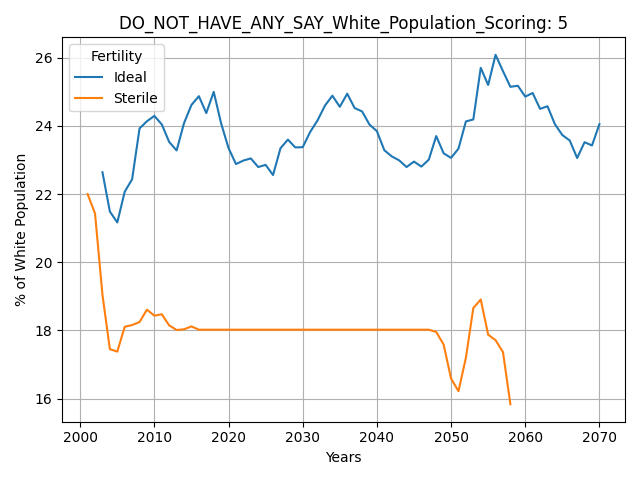 DO_NOT_HAVE_ANY_SAY_White_Population_Scoring: 5
Fertility
Ideal
Sterile
% of White Population
26
24
22
20
18
16
2000 2010 2020 2030 2040 2050 2060 2070
Years